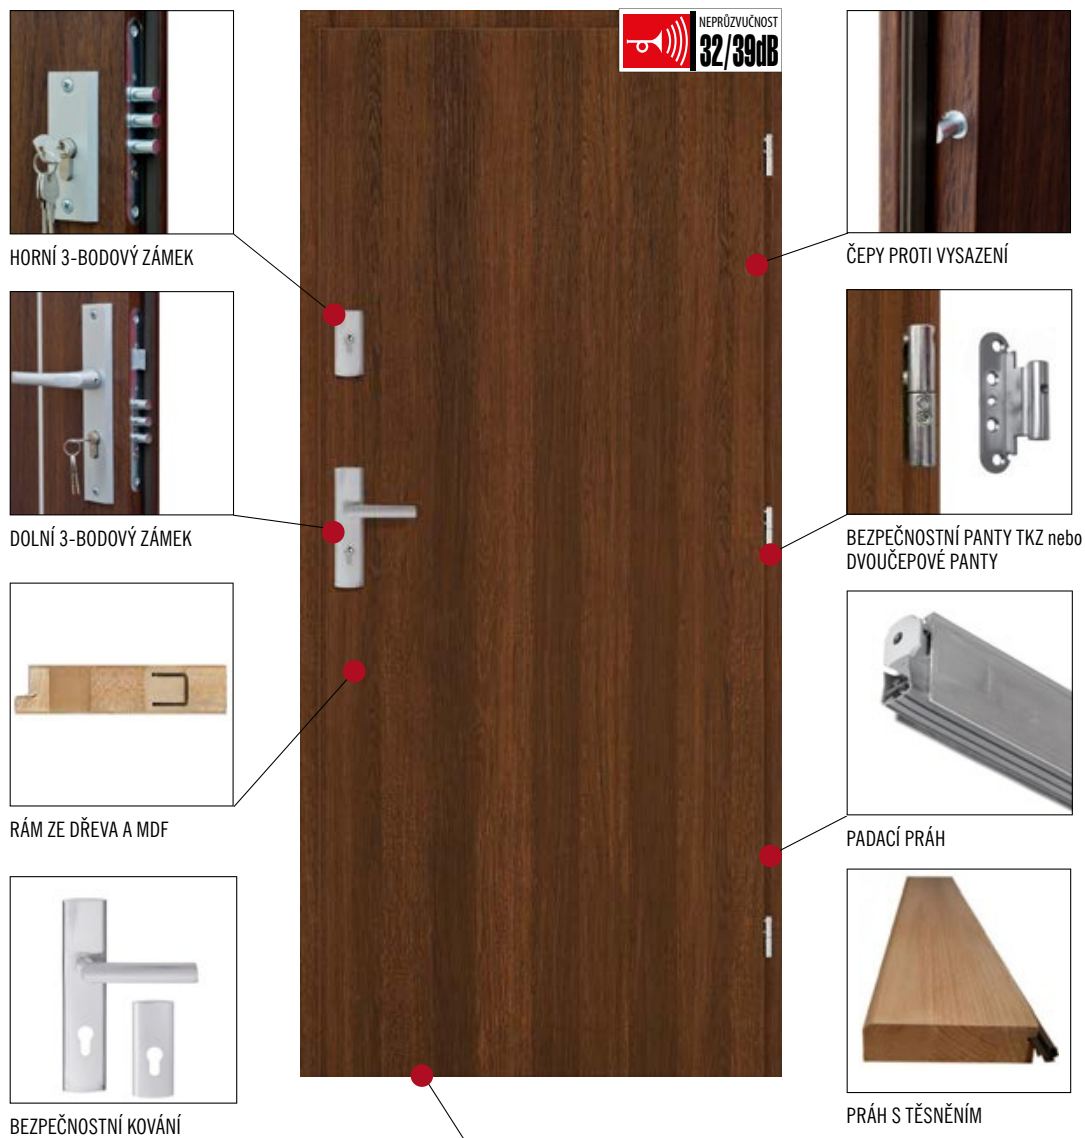 NEPRŮZVUČNOST
32/39dB
HORNÍ 3-BODOVÝ ZÁMEK
DOLNÍ 3-BODOVÝ ZÁMEK
RÁM ZE DŘEVA A MDF
BEZPEČNOSTNÍ KOVÁNÍ
ČEPY PROTI VYSAZENÍ
BEZPEČNOSTNÍ PANTY TKZ nebo
DVOUČEPOVÉ PANTY
PADACÍ PRÁH
PRÁH S TĚSNĚNÍM